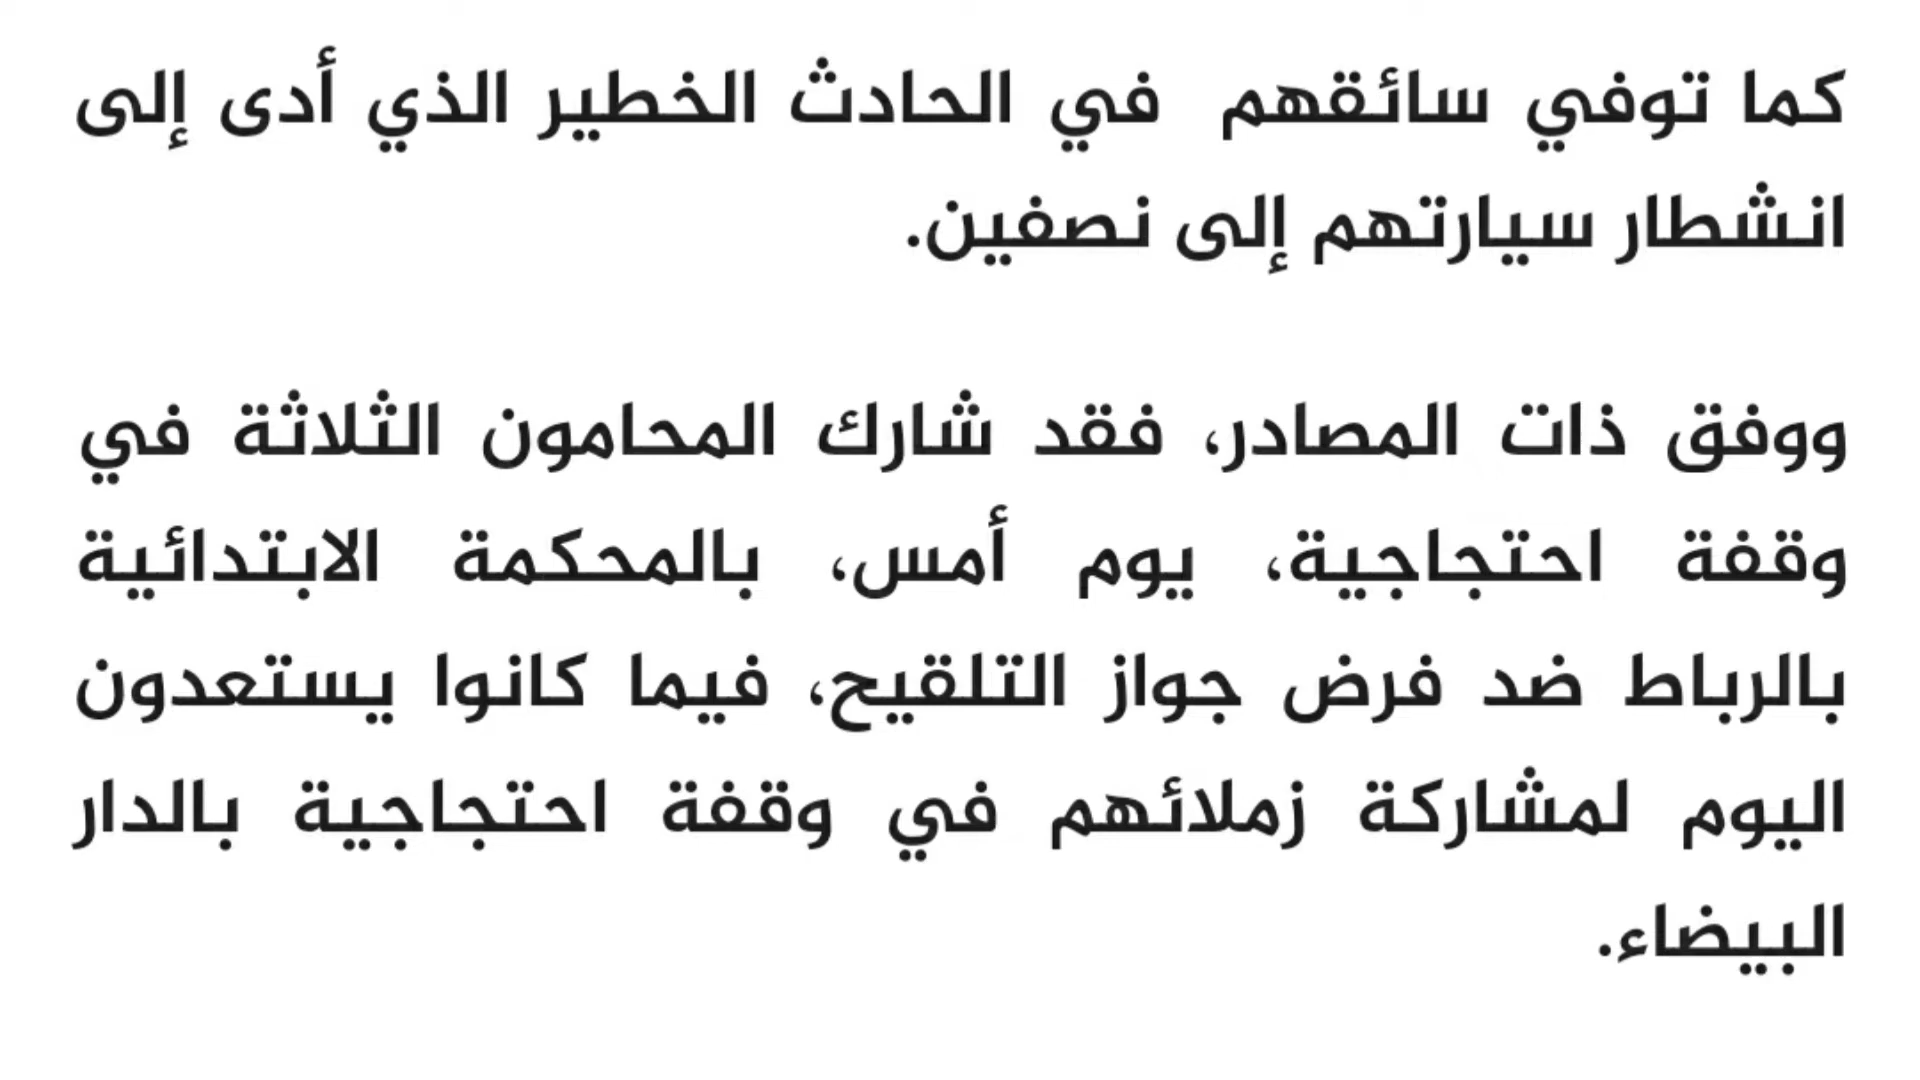 كما توفي سائقهم في الحادث الخطير الذي أدى إلى
انشطار سيارتهم إلى نصفين.
ووفق ذات المصادر، فقد شارك المحامون الثلاثة في
وقفة احتجاجية، يوم أمس، بالمحكمة الابتدائية
بالرباط ضد فرض جواز التلقيح، فيما كانوا يستعدون
اليوم لمشاركة زملائهم في وقفة احتجاجية بالدار
البيضاء.